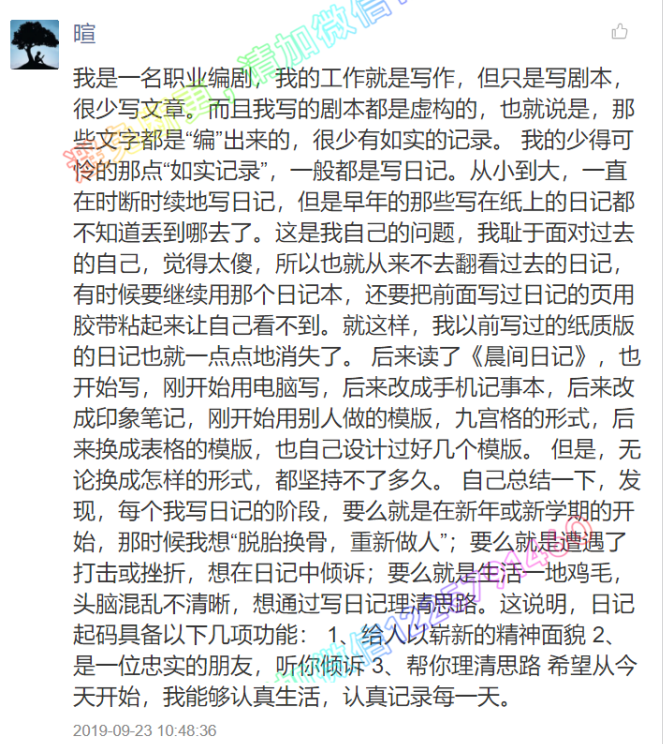 暄
我是一名职业编剧，我的工作就是写作，但只是写剧本，
很少写文章。而且我写的剧本都是虚构的，也就说是，那
些文字都是“编”出来的，很少有如实的记录。 我的少得可
怜的那点“如实记录”，一般都是写日记。从小到大，一直
在时断时续地写日记，但是早年的那些写在纸上的日记都
不知道丢到哪去了。这是我自己的问题，我耻于面对过去
的自己，觉得太傻，所以也就从来不去翻看过去的日记，
有时候要继续用那个日记本，还要把前面写过日记的页用
胶带粘起来让自己看不到。就这样，我以前写过的纸质版
的日记也就一点点地消失了。 后来读了《晨间日记》，也
开始写，刚开始用电脑写，后来改成手机记事本，后来改
成印象笔记，刚开始用别人做的模版，九宫格的形式，后
来换成表格的模版，也自己设计过好几个模版。 但是，无
论换成怎样的形式，都坚持不了多久。 自己总结一下，发
现，每个我写日记的阶段，要么就是在新年或新学期的开
始，那时候我想“脱胎换骨，重新做人”；要么就是遭遇了
打击或挫折，想在日记中倾诉；要么就是生活一地鸡毛，
头脑混乱不清晰，想通过写日记理清思路。这说明，日记
起码具备以下几项功能： 1、给人以崭新的精神面貌 2、
是一位忠实的朋友，听你倾诉 3、帮你理清思路 希望从今
天开始，我能够认真生活，认真记录每一天。
2019-09-23 10:48:36